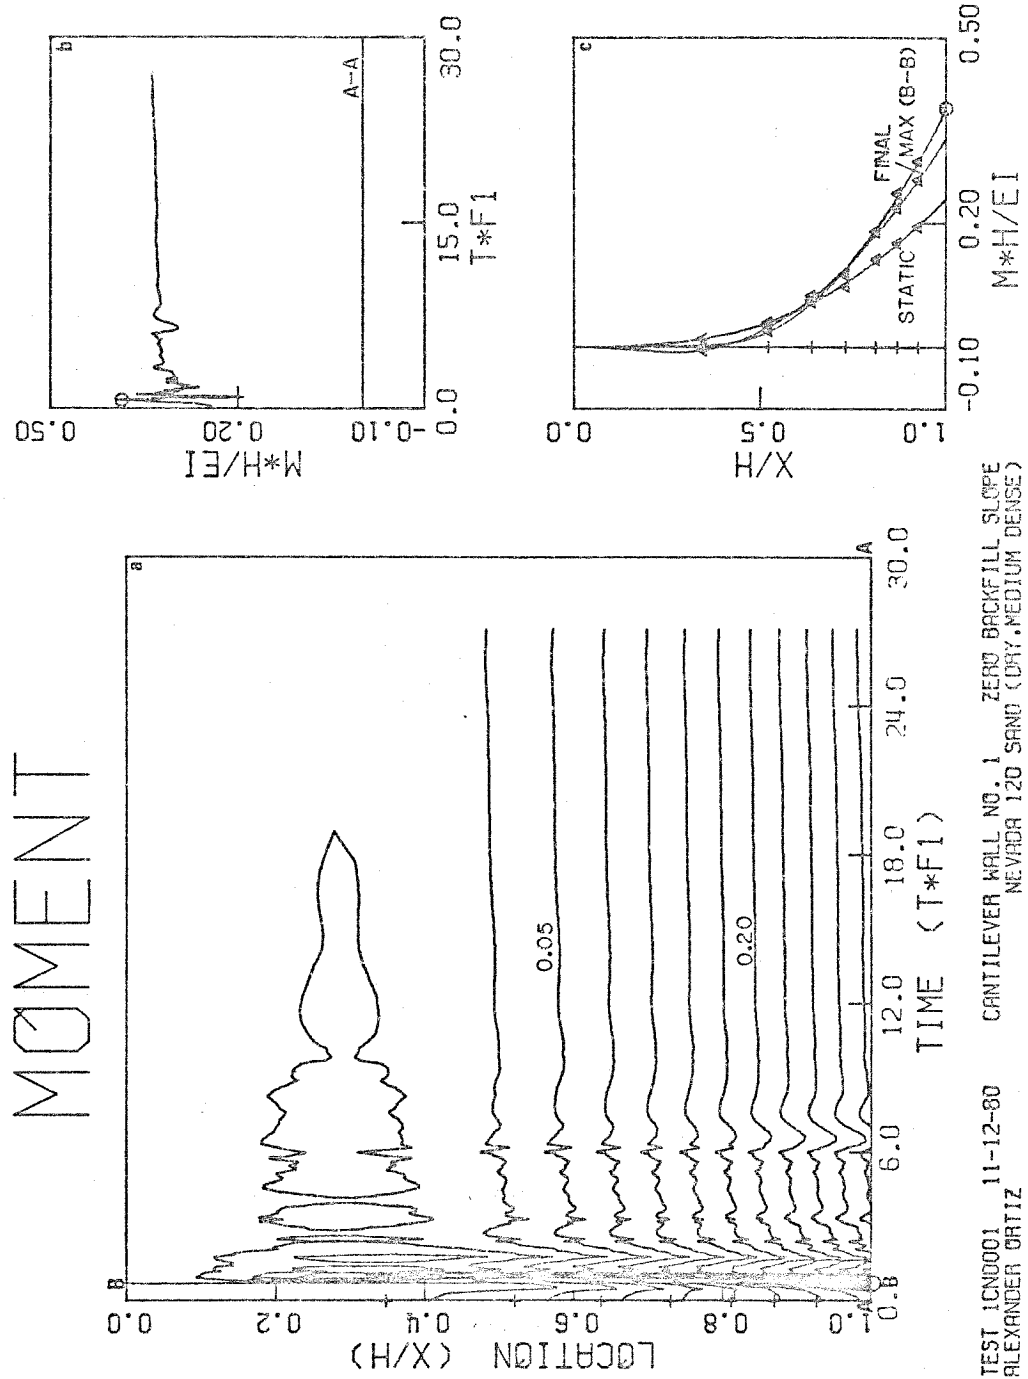 MOMENT
a
B
B
A
A
0.05
0.20
0.0
0.2
0.4
0.6
0.8
1.0
LOCATION (X/H)
0.0
6.0
12.0
18.0
24.0
30.0
TIME (T*F1)
b
A-A
0.50
0.20
-0.10
M*H/EI
0.0
15.0
30.0
T*F1
c
STATIC
FINAL
MAX (B-B)
0.0
0.5
1.0
X/H
-0.10
0.20
0.50
M*H/EI
TEST 1CND001 11-12-80 CANTILEVER WALL NO. 1 ZERO BACKFILL SLOPE
ALEXANDER ORTIZ NEVADA 120 SAND (DRY,MEDIUM DENSE)